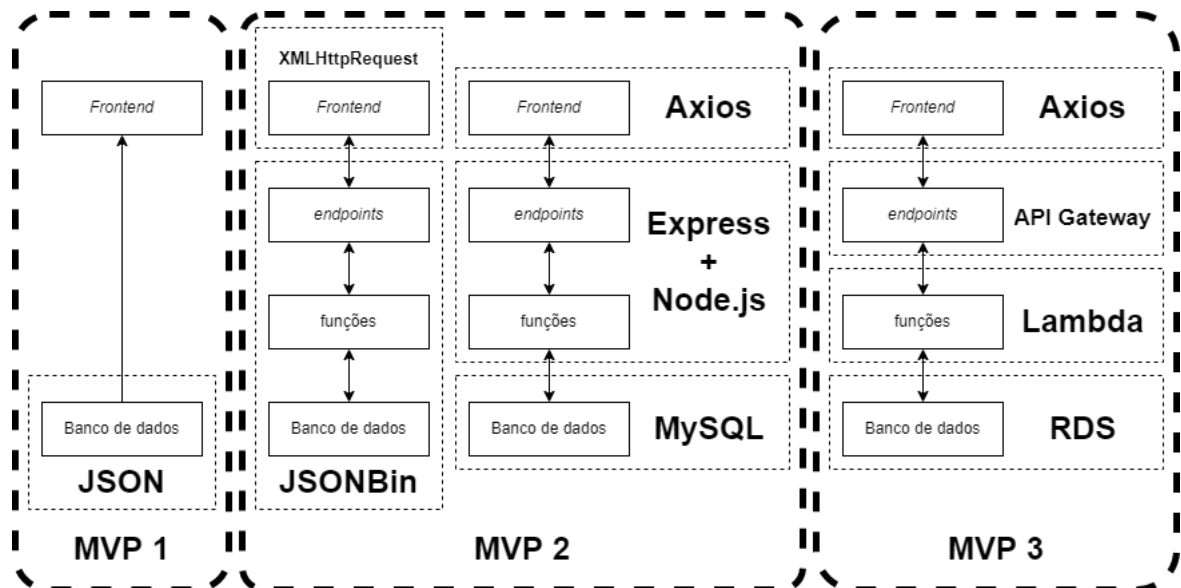 Frontend
Banco de dados
JSON
MVP 1
XMLHttpRequest
Frontend
endpoints
funções
Banco de dados
JSONBin
Frontend
Axios
endpoints
funções
Express
+
Node.js
Banco de dados
MySQL
MVP 2
Frontend
Axios
endpoints
API Gateway
funções
Lambda
Banco de dados
RDS
MVP 3